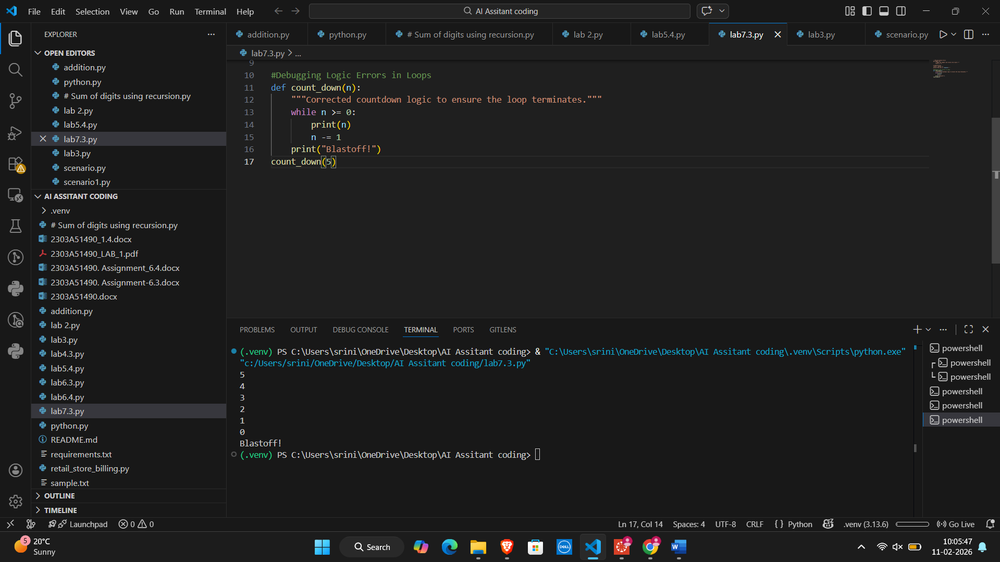 File Edit Selection View Go Run Terminal Help
AI Assitant coding
EXPLORER
OPEN EDITORS
addition.py
python.py
# Sum of digits using recursion.py
lab 2.py
lab5.4.py
lab7.3.py
lab3.py
scenario.py
scenario1.py
AI ASSITANT CODING
.venv
# Sum of digits using recursion.py
2303A51490_1.4.docx
2303A51490_LAB_1.pdf
2303A51490. Assignment_6.4.docx
2303A51490. Assignment-6.3.docx
2303A51490.docx
addition.py
lab 2.py
lab3.py
lab4.3.py
lab5.4.py
lab6.3.py
lab6.4.py
lab7.3.py
python.py
README.md
requirements.txt
retail_store_billing.py
sample.txt
OUTLINE
TIMELINE
addition.py python.py # Sum of digits using recursion.py lab 2.py lab5.4.py lab7.3.py lab3.py scenario.py
lab7.3.py > ...
9
10 #Debugging Logic Errors in Loops
11 def count_down(n):
12     """Corrected countdown logic to ensure the loop terminates."""
13     while n >= 0:
14         print(n)
15         n -= 1
16     print("Blastoff!")
17 count_down(5)
PROBLEMS OUTPUT DEBUG CONSOLE TERMINAL PORTS GITLENS
(.venv) PS C:\Users\srini\OneDrive\Desktop\AI Assitant coding> & "C:\Users\srini\OneDrive\Desktop\AI Assitant coding\.venv\Scripts\python.exe"
"c:/Users/srini/OneDrive/Desktop/AI Assitant coding/lab7.3.py"
5
4
3
2
1
0
Blastoff!
(.venv) PS C:\Users\srini\OneDrive\Desktop\AI Assitant coding>
powershell
powershell
powershell
powershell
powershell
powershell
Launchpad 0 0 Ln 17, Col 14 Spaces: 4 UTF-8 CRLF {} Python .venv (3.13.6) Go Live
5
20°C
Sunny
Search
DELL
W
10:05:47
11-02-2026